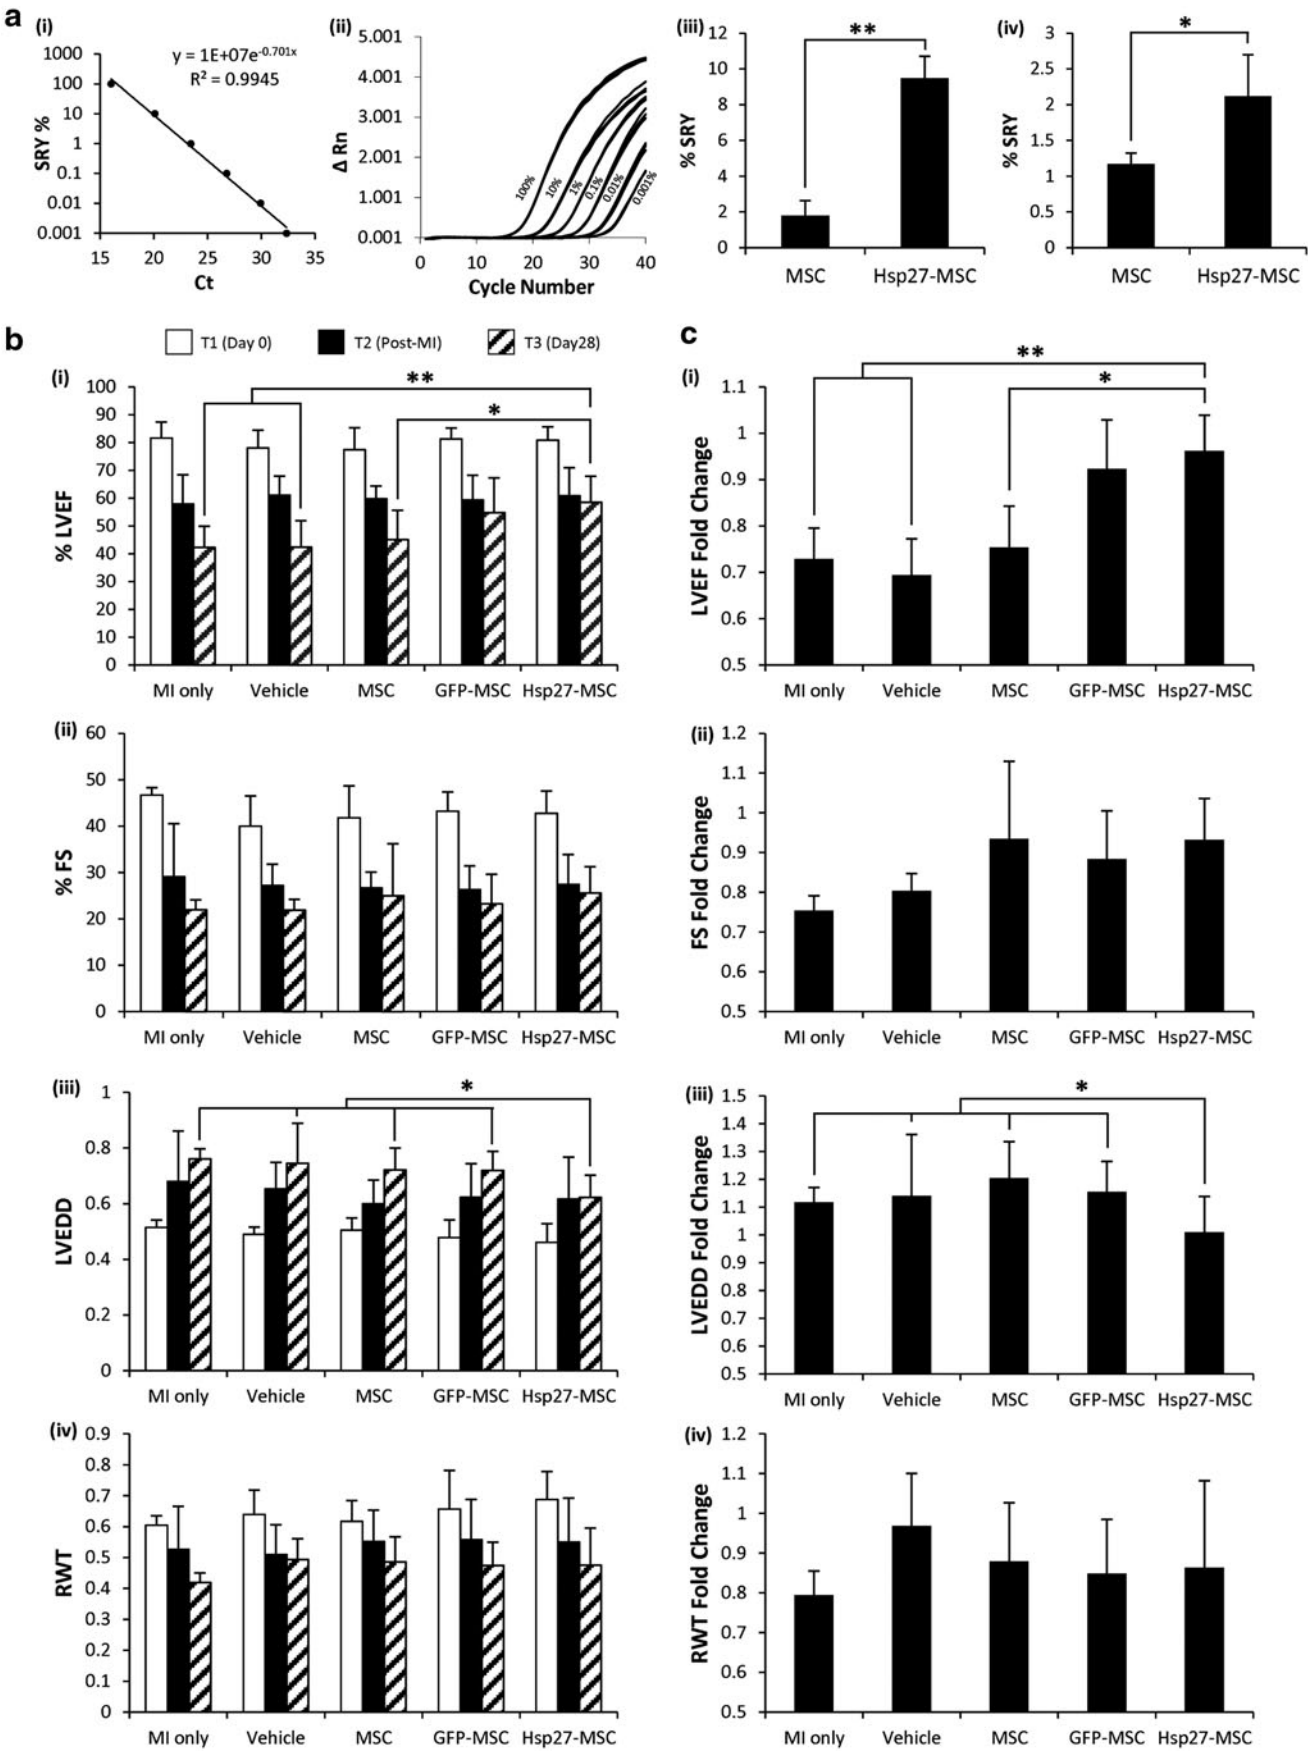 a
(i)
y = 1E+07e-0.701x
R² = 0.9945
1000
100
10
1
0.1
0.01
0.001
SRY %
15 20 25 30 35
Ct
(ii)
5.001
4.001
3.001
2.001
1.001
0.001
Δ Rn
100% 10% 1% 0.1% 0.01% 0.001%
0 10 20 30 40
Cycle Number
(iii)
**
12
10
8
6
4
2
0
% SRY
MSC Hsp27-MSC
(iv)
*
3
2.5
2
1.5
1
0.5
0
% SRY
MSC Hsp27-MSC
b
T1 (Day 0) T2 (Post-MI) T3 (Day28)
(i)
**
*
100
90
80
70
60
50
40
30
20
10
0
% LVEF
MI only Vehicle MSC GFP-MSC Hsp27-MSC
(ii)
60
50
40
30
20
10
0
% FS
MI only Vehicle MSC GFP-MSC Hsp27-MSC
(iii)
*
1
0.8
0.6
0.4
0.2
0
LVEDD
MI only Vehicle MSC GFP-MSC Hsp27-MSC
(iv)
0.9
0.8
0.7
0.6
0.5
0.4
0.3
0.2
0.1
0
RWT
MI only Vehicle MSC GFP-MSC Hsp27-MSC
c
(i)
**
*
1.1
1
0.9
0.8
0.7
0.6
0.5
LVEF Fold Change
MI only Vehicle MSC GFP-MSC Hsp27-MSC
(ii)
1.2
1.1
1
0.9
0.8
0.7
0.6
0.5
FS Fold Change
MI only Vehicle MSC GFP-MSC Hsp27-MSC
(iii)
*
1.5
1.4
1.3
1.2
1.1
1
0.9
0.8
0.7
0.6
0.5
LVEDD Fold Change
MI only Vehicle MSC GFP-MSC Hsp27-MSC
(iv)
1.2
1.1
1
0.9
0.8
0.7
0.6
0.5
RWT Fold Change
MI only Vehicle MSC GFP-MSC Hsp27-MSC